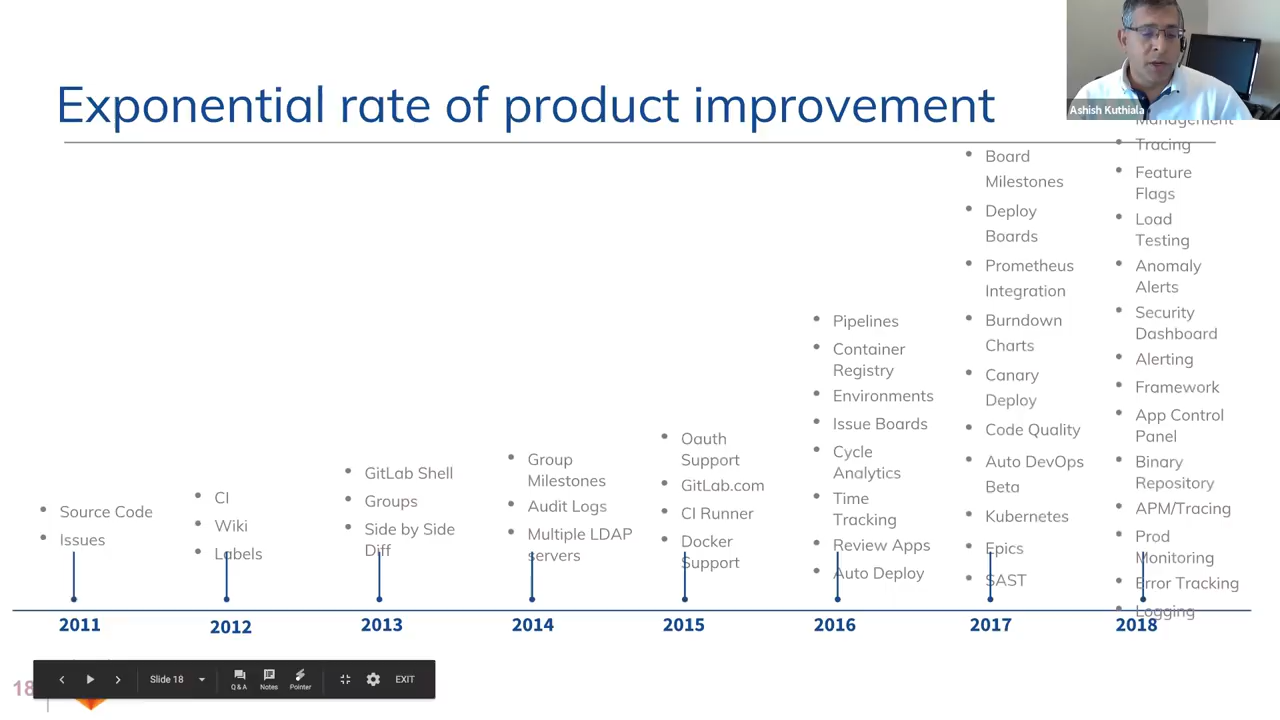 Exponential rate of product improvement
Ashish Kuthiala
Source Code
Issues
2011
CI
Wiki
Labels
2012
GitLab Shell
Groups
Side by Side
Diff
2013
Group
Milestones
Audit Logs
Multiple LDAP
servers
2014
Oauth
Support
GitLab.com
CI Runner
Docker
Support
2015
Pipelines
Container
Registry
Environments
Issue Boards
Cycle
Analytics
Time
Tracking
Review Apps
Auto Deploy
2016
Board
Milestones
Deploy
Boards
Prometheus
Integration
Burndown
Charts
Canary
Deploy
Code Quality
Auto DevOps
Beta
Kubernetes
Epics
SAST
2017
Management
Tracing
Feature
Flags
Load
Testing
Anomaly
Alerts
Security
Dashboard
Alerting
Framework
App Control
Panel
Binary
Repository
APM/Tracing
Prod
Monitoring
Error Tracking
Logging
2018
18
Slide 18
Q & A
Notes
Pointer
EXIT